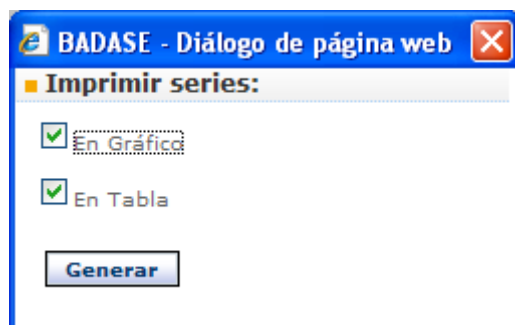 BADASE - Diálogo de página web
Imprimir series:
En Gráfico
En Tabla
Generar